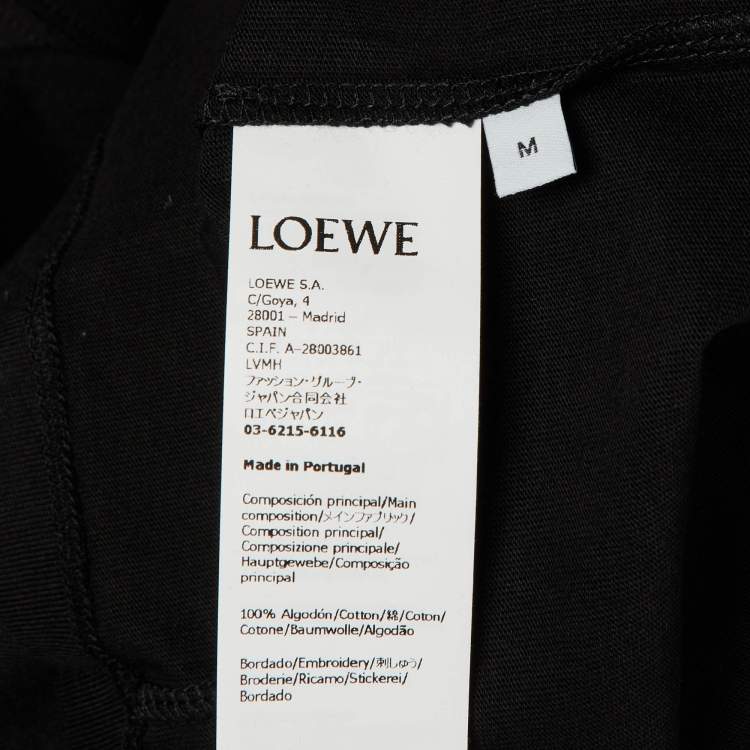 M
LOEWE
LOEWE S.A.
C/Goya, 4
28001 – Madrid
SPAIN
C.I.F. A-28003861
LVMH
ファッション・グループ・
ジャパン合同会社
ロエベジャパン
03-6215-6116
Made in Portugal
Composición principal/Main
composition/メインファブリック/
Composition principal/
Composizione principale/
Hauptgewebe/Composição
principal
100% Algodón/Cotton/綿/Coton/
Cotone/Baumwolle/Algodão
Bordado/Embroidery/刺しゅう/
Broderie/Ricamo/Stickerei/
Bordado